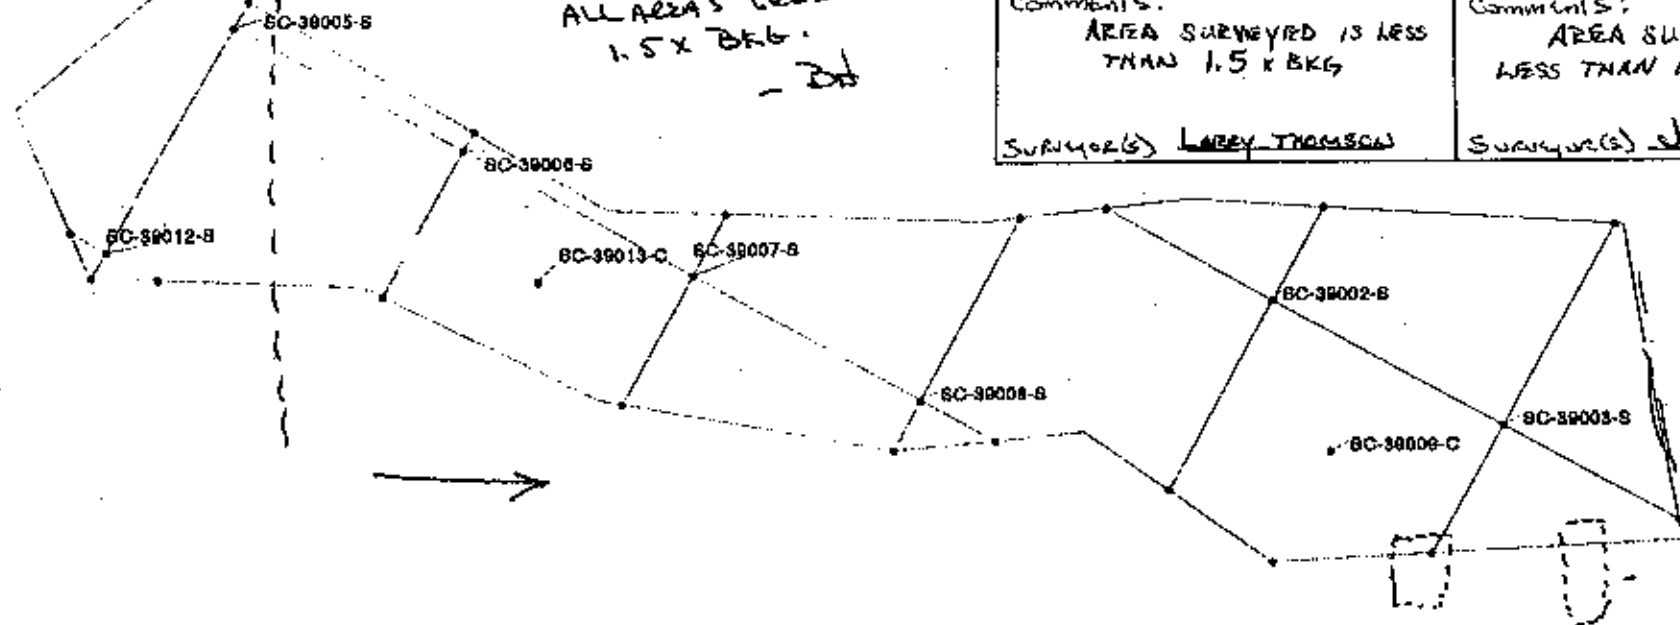 SC-39005-S
ALL AREAS
1.5 X BKG.
- DH
Comments:
AREA SURVEYED IS LESS
THAN 1.5 X BKG
Surveyor(s) LARRY THOMSON
Comments:
AREA
LESS THAN
Surveyor(s)
SC-39006-S
SC-39012-S
SC-39013-C
SC-39007-S
SC-39002-S
SC-39008-S
SC-39003-S
SC-39009-C